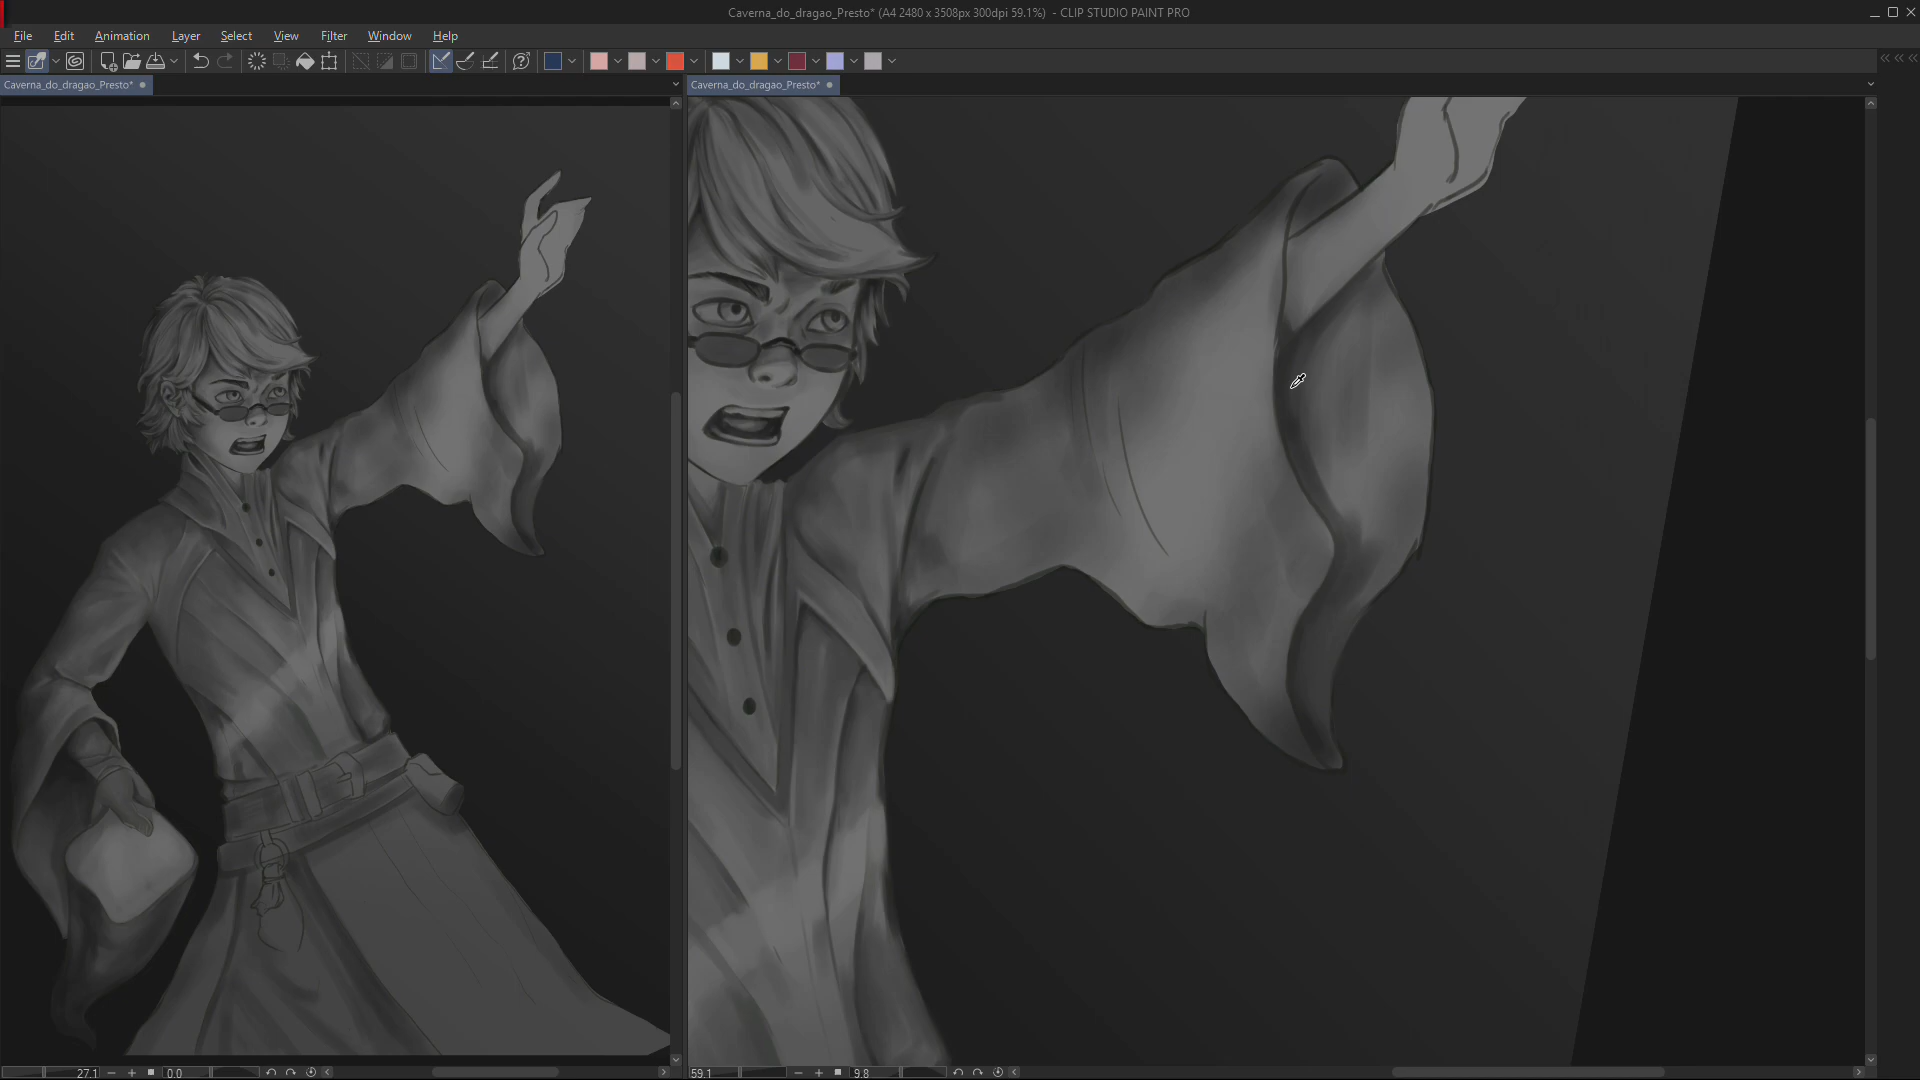 Caverna_do_dragao_Presto* (A4 2480 x 3508px 300dpi 59.1%) - CLIP STUDIO PAINT PRO
File Edit Animation Layer Select View Filter Window Help
Caverna_do_dragao_Presto* Caverna_do_dragao_Presto*
27.1 0.0 59.1 9.8